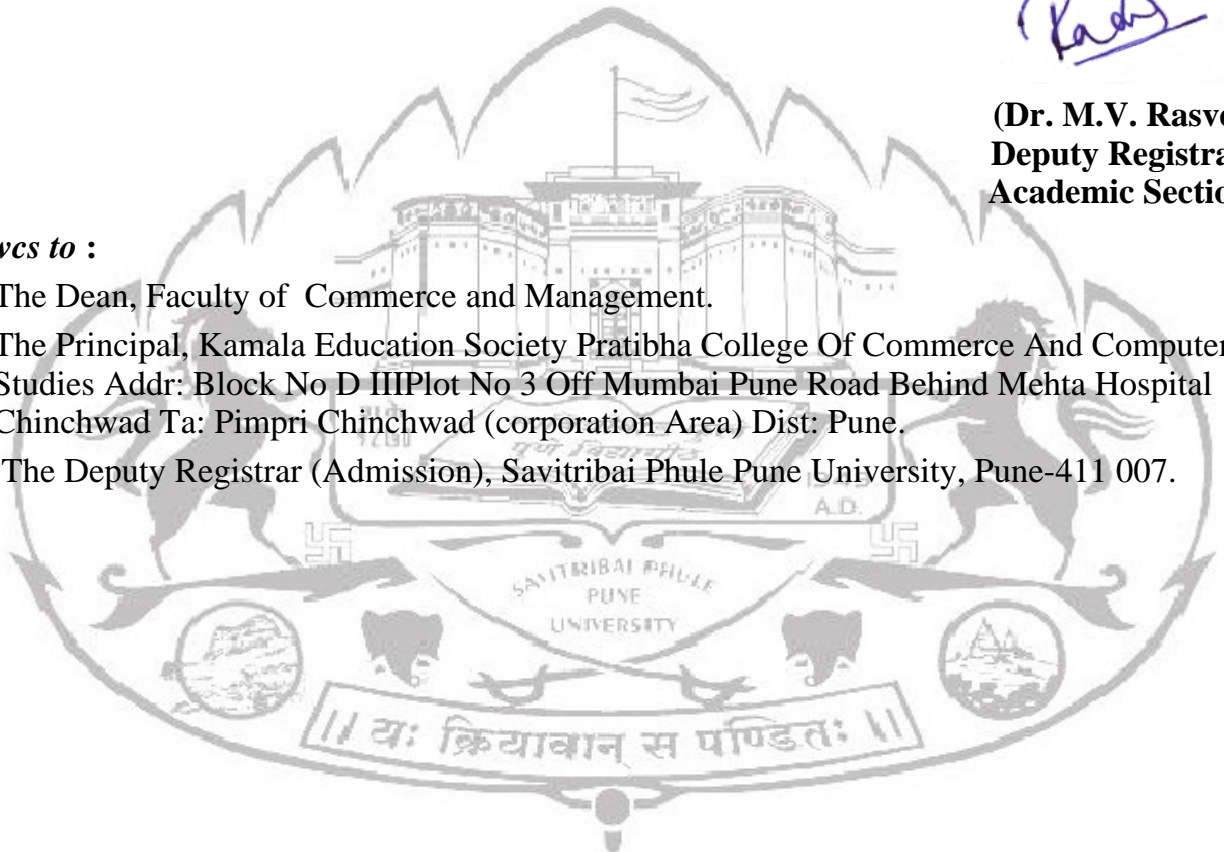 (Dr. M.V. Rasve
Deputy Registra
Academic Sectio
wcs to :
The Dean, Faculty of Commerce and Management.
The Principal, Kamala Education Society Pratibha College Of Commerce And Computer
Studies Addr: Block No D IIIPlot No 3 Off Mumbai Pune Road Behind Mehta Hospital
Chinchwad Ta: Pimpri Chinchwad (corporation Area) Dist: Pune.
The Deputy Registrar (Admission), Savitribai Phule Pune University, Pune-411 007.
A.D.
SAVITRIBAI PHULE
PUNE
UNIVERSITY
|| यः क्रियावान् स पण्डितः ||